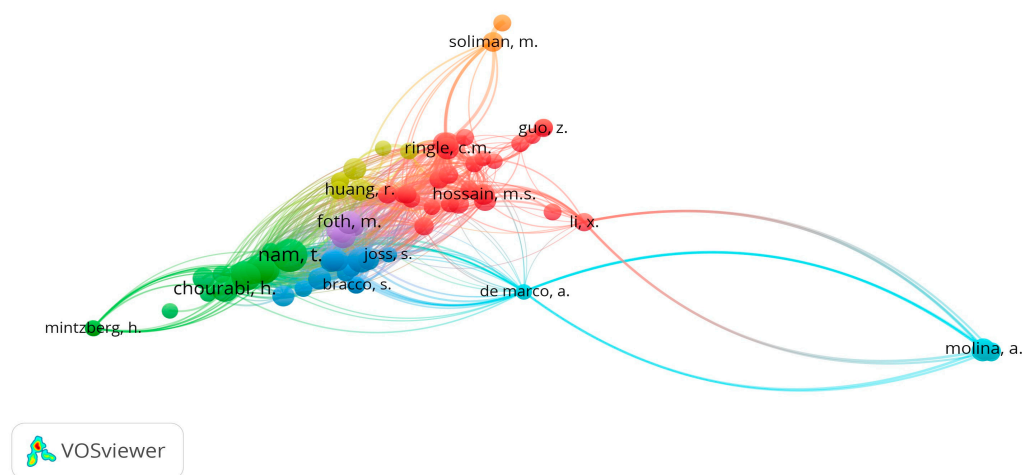 soliman, m.
guo, z.
ringle, c.m.
huang, r.
hossain, m.s.
foth, m.
li, x.
nam, t.
joss, s.
chourabi, h.
bracco, s.
de marco, a.
mintzberg, h.
molina, a.
VOSviewer